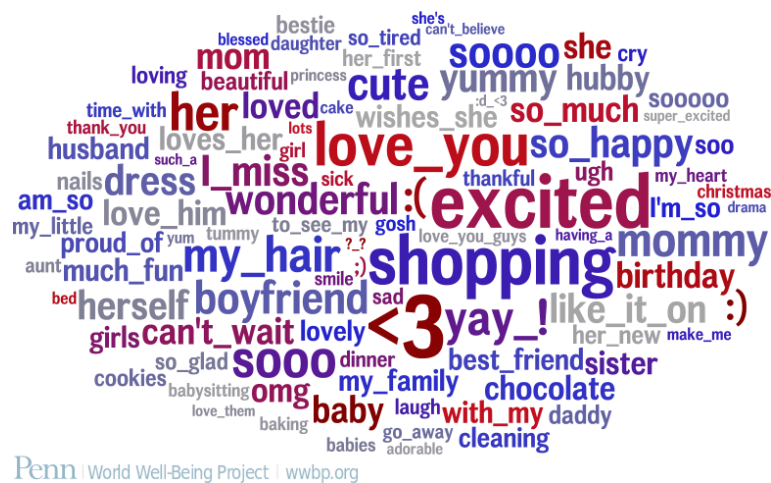 she's
bestie can't_believe
blessed daughter so_tired soooo she cry
mom her_first
loving beautiful princess cute yummy hubby
time_with her loved cake wishes_she :d_<3 so_much sooooo
thank_you super_excited
husband loves_her lots girl love_you so_happy soo
such_a
nails dress I_miss sick thankful ugh my_heart
am_so love_him wonderful :( excited I'm_so christmas
drama
my_little to_see_my gosh
proud_of yum tummy ?_? love_you_guys having_a mommy
aunt much_fun my_hair ;) shopping birthday
smile
bed herself boyfriend sad <3 yay_! like_it_on :)
girls can't_wait lovely her_new make_me
so_glad sooo dinner best_friend sister
cookies babysitting omg my_family chocolate
love_them baby laugh with_my daddy
baking go_away cleaning
babies adorable
Penn | World Well-Being Project | wwbp.org